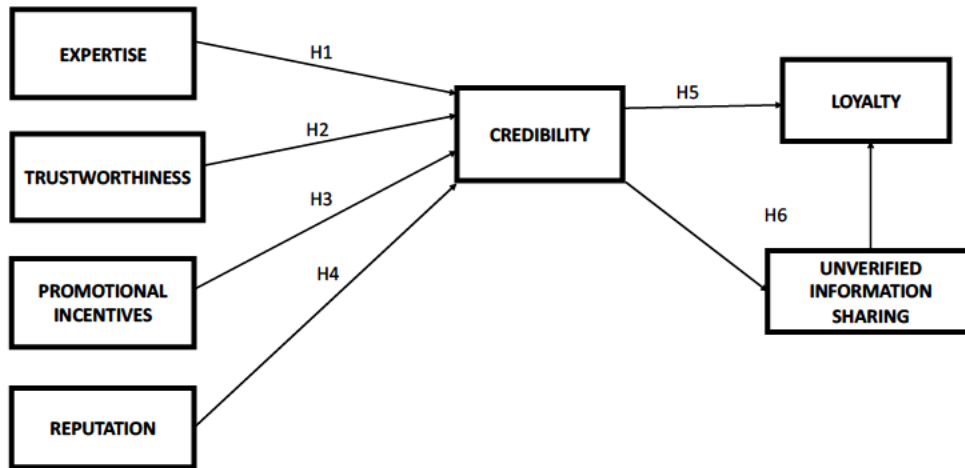 EXPERTISE
H1
TRUSTWORTHINESS
H2
PROMOTIONAL
INCENTIVES
H3
REPUTATION
H4
CREDIBILITY
H5
LOYALTY
H6
UNVERIFIED
INFORMATION
SHARING